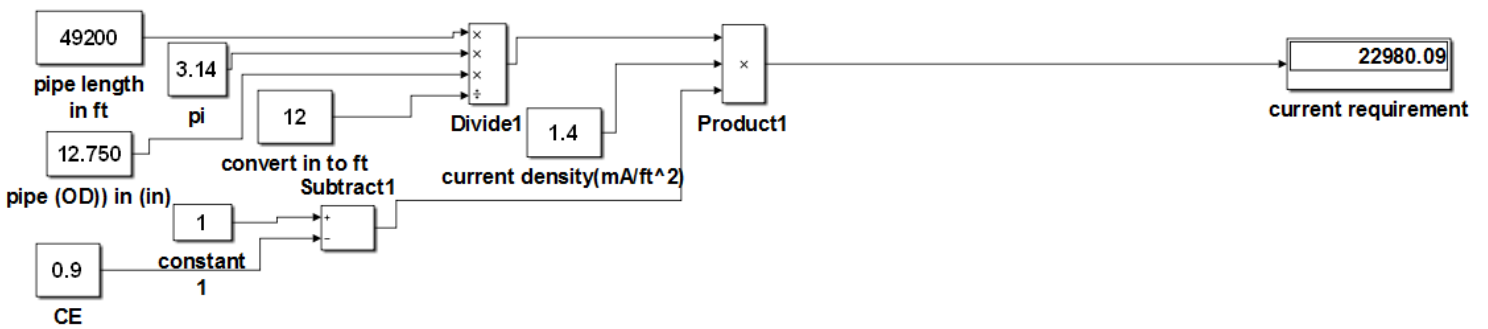 49200
pipe length
in ft
3.14
pi
12.750
pipe (OD)) in (in)
12
convert in to ft
×
×
×
÷
Divide1
1.4
current density(mA/ft^2)
×
Product1
22980.09
current requirement
Subtract1
+
−
1
constant
1
0.9
CE